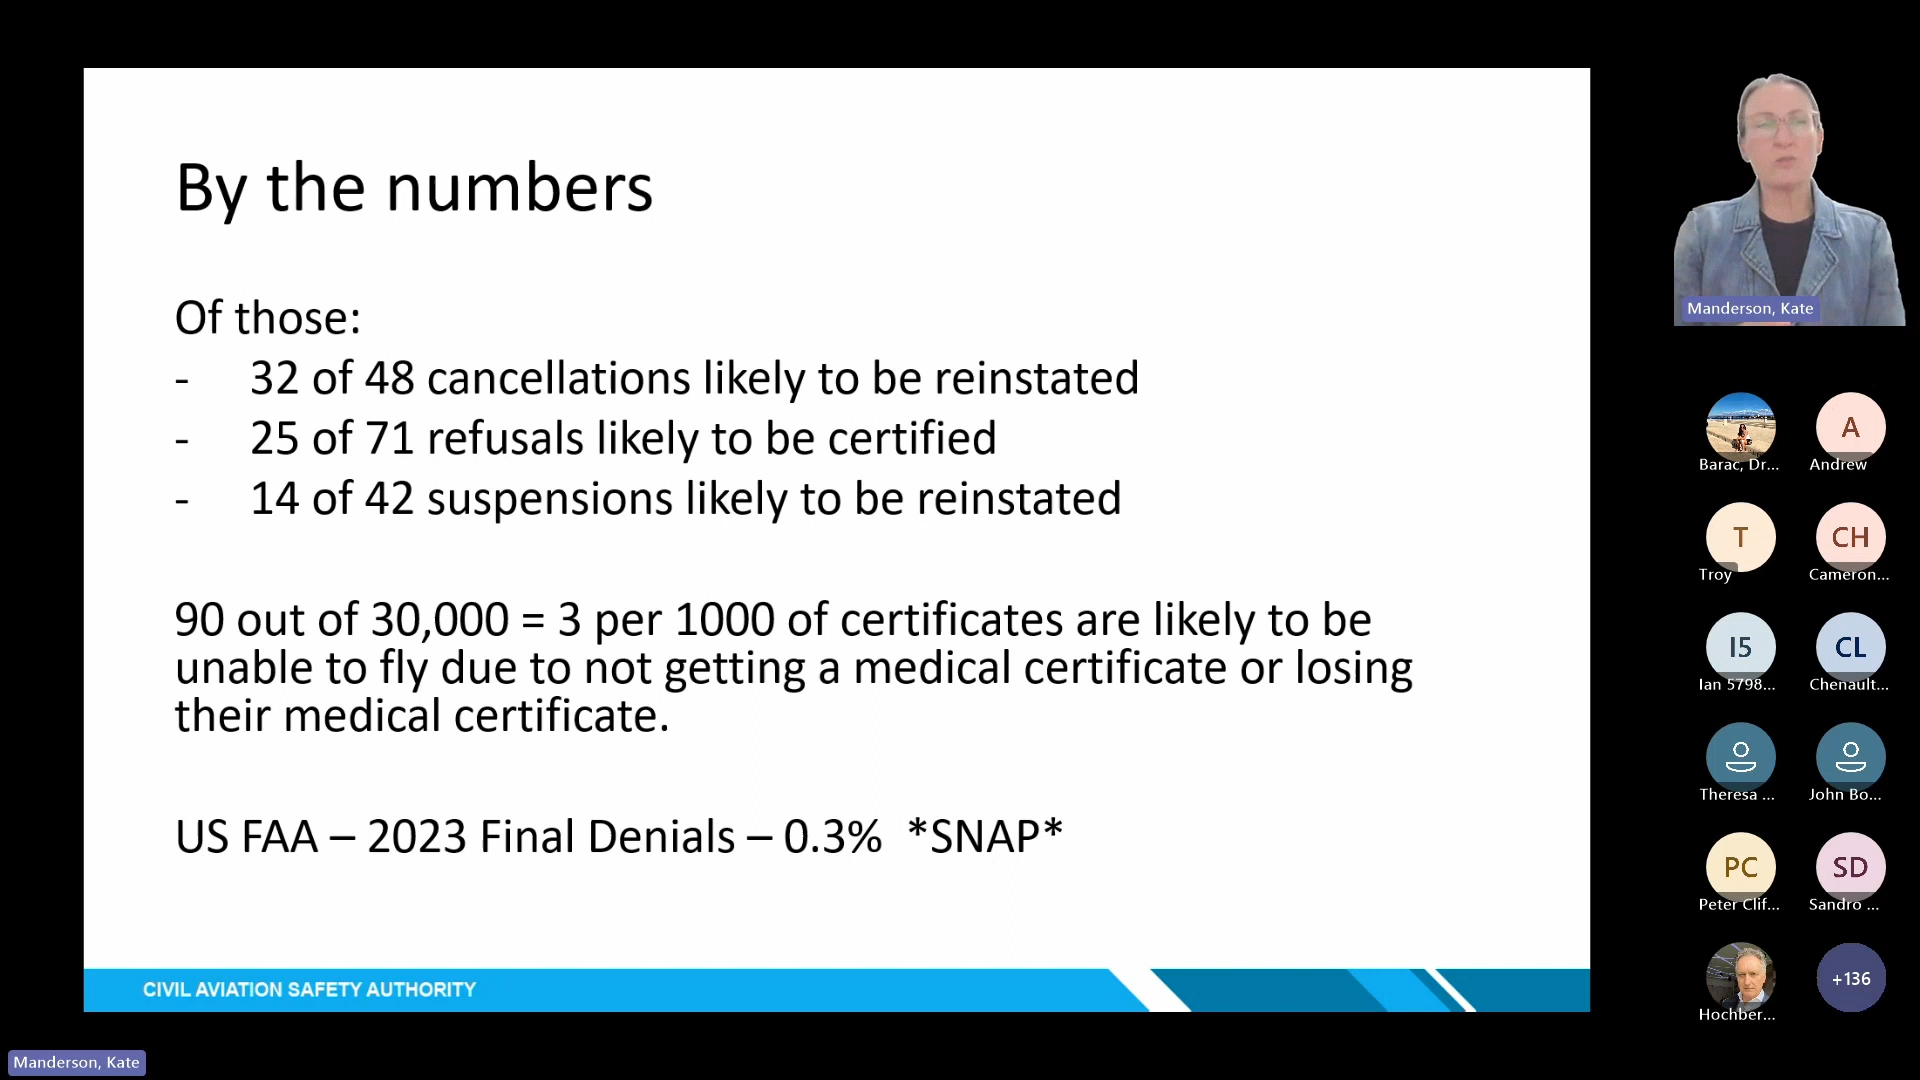 By the numbers
Of those:
- 32 of 48 cancellations likely to be reinstated
- 25 of 71 refusals likely to be certified
- 14 of 42 suspensions likely to be reinstated
90 out of 30,000 = 3 per 1000 of certificates are likely to be
unable to fly due to not getting a medical certificate or losing
their medical certificate.
US FAA – 2023 Final Denials – 0.3% *SNAP*
CIVIL AVIATION SAFETY AUTHORITY
Manderson, Kate
Barac, Dr...
A
Andrew
T
Troy
CH
Cameron...
I5
Ian 5798...
CL
Chenault...
Theresa ...
John Bo...
PC
Peter Clif...
SD
Sandro ...
Hochber...
+136
Manderson, Kate